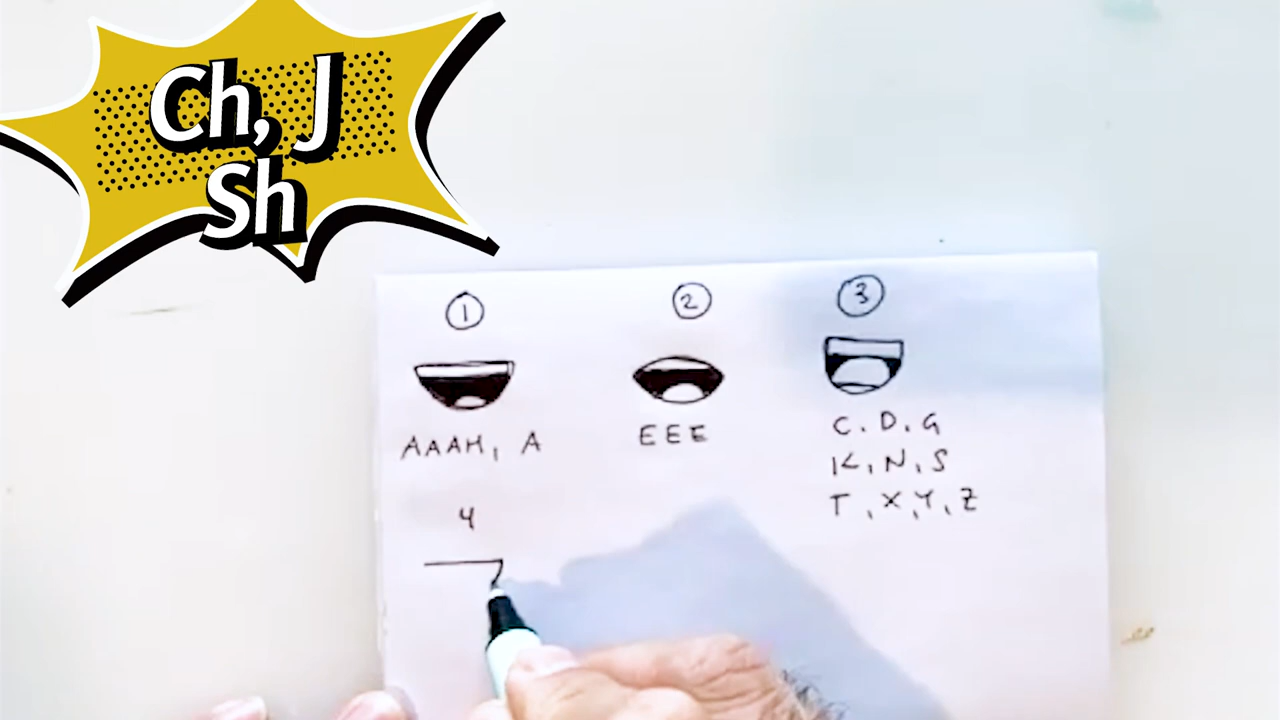 Ch, J
Sh
1
2
3
AAAH, A
EEE
C. D. G
K, N, S
T, X, Y, Z
4